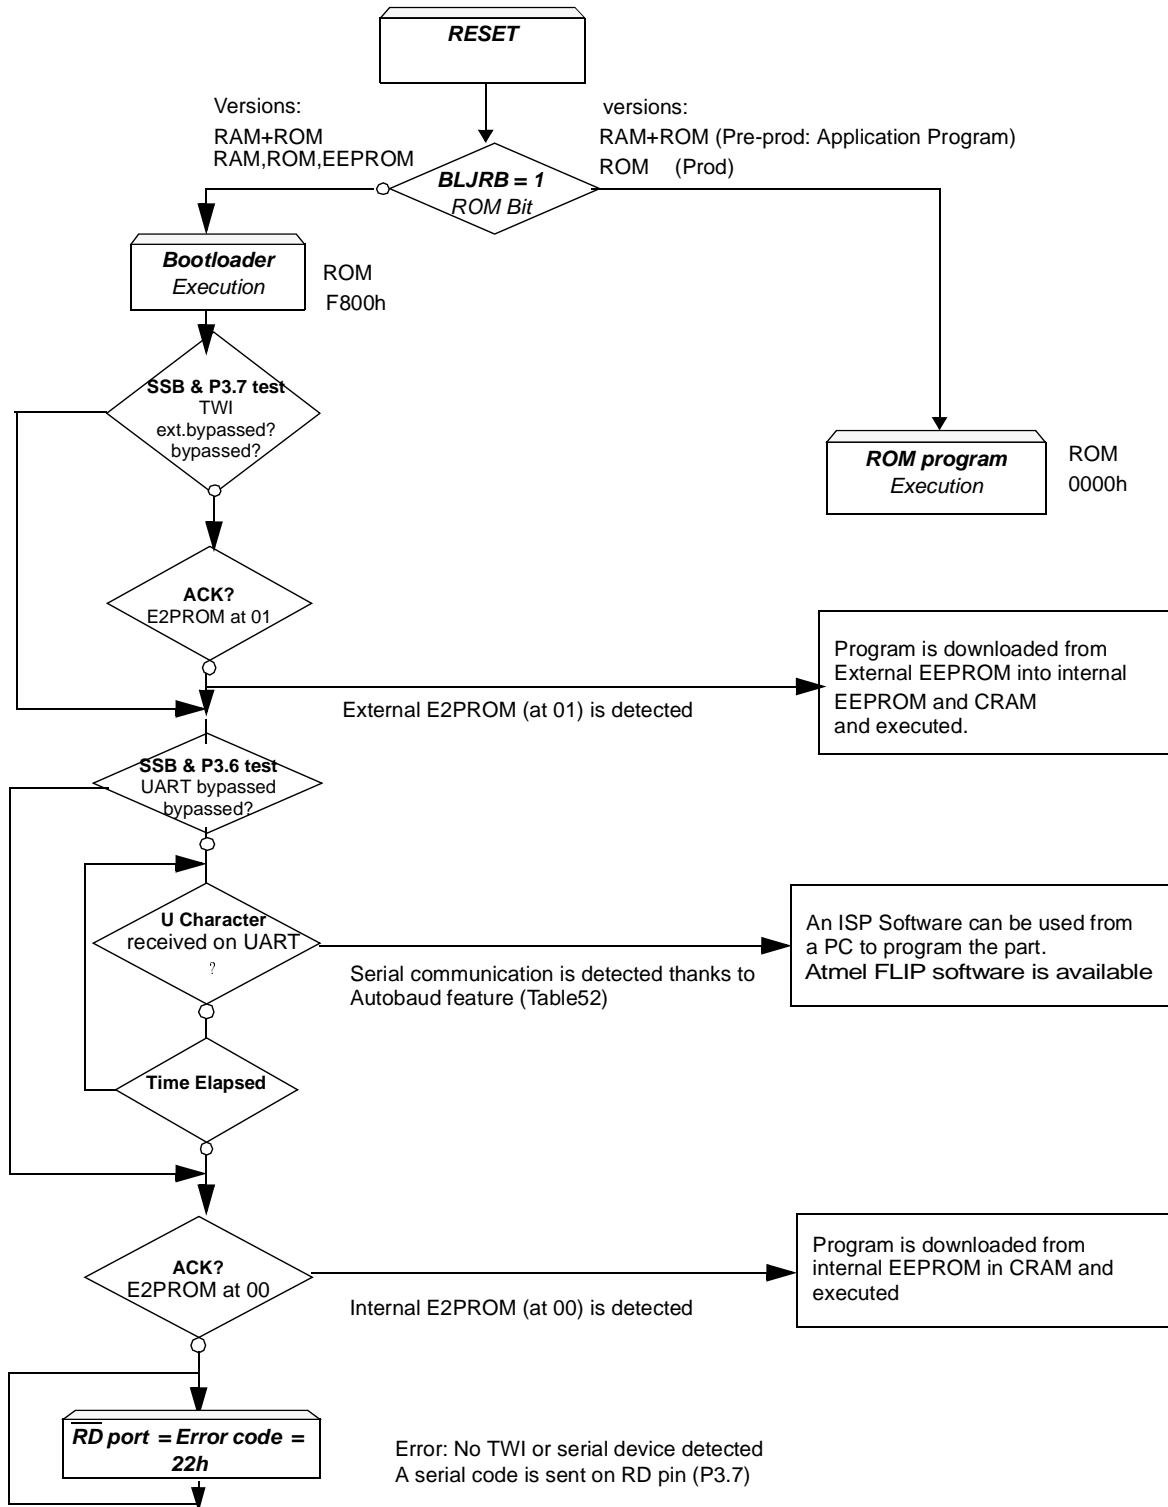 RESET
Versions:
RAM+ROM
RAM,ROM,EEPROM
versions:
RAM+ROM (Pre-prod: Application Program)
ROM (Prod)
BLJRB = 1
ROM Bit
Bootloader
Execution
ROM
F800h
SSB & P3.7 test
TWI
ext.bypassed?
bypassed?
ROM program
Execution
ROM
0000h
ACK?
E2PROM at 01
External E2PROM (at 01) is detected
Program is downloaded from
External EEPROM into internal
EEPROM and CRAM
and executed.
SSB & P3.6 test
UART bypassed
bypassed?
U Character
received on UART
?
Serial communication is detected thanks to
Autobaud feature (Table52)
An ISP Software can be used from
a PC to program the part.
Atmel FLIP software is available
Time Elapsed
ACK?
E2PROM at 00
Internal E2PROM (at 00) is detected
Program is downloaded from
internal EEPROM in CRAM and
executed
RD port = Error code =
22h
Error: No TWI or serial device detected
A serial code is sent on RD pin (P3.7)